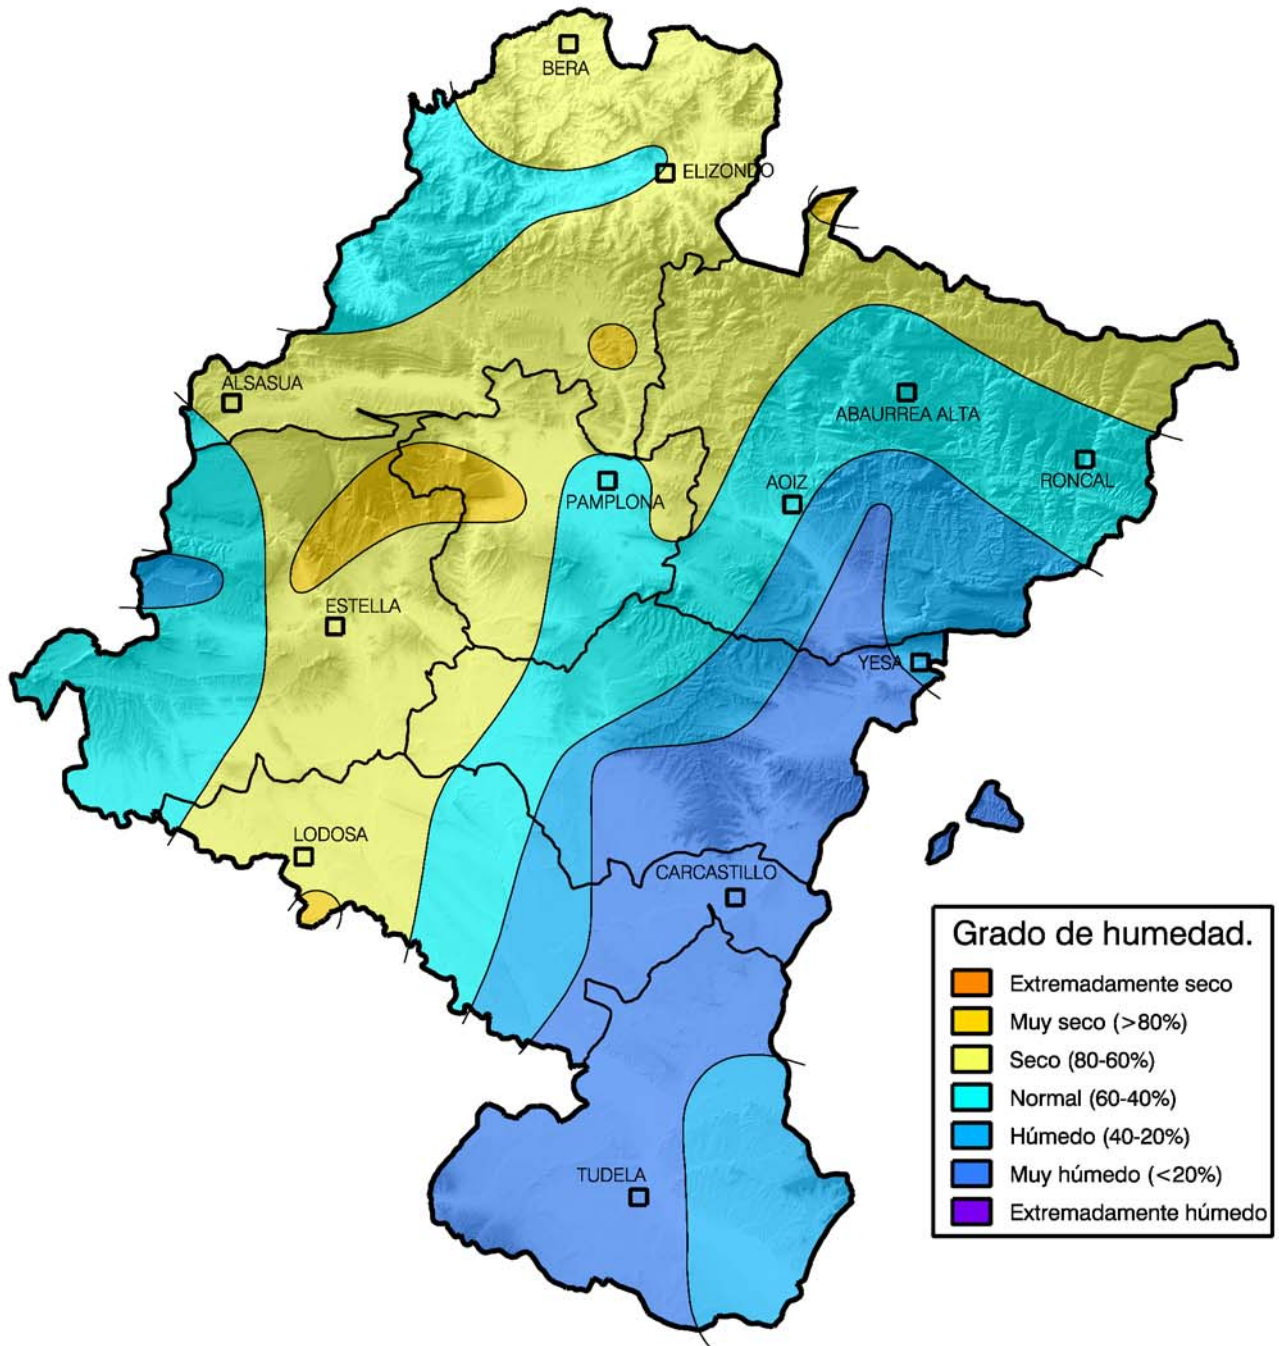 BERA
ELIZONDO
ALSASUA
ABAURREA ALTA
RONCAL
AOIZ
PAMPLONA
ESTELLA
YESA
LODOSA
CARCASTILLO
TUDELA
Grado de humedad.
Extremadamente seco
Muy seco (>80%)
Seco (80-60%)
Normal (60-40%)
Húmedo (40-20%)
Muy húmedo (<20%)
Extremadamente húmedo